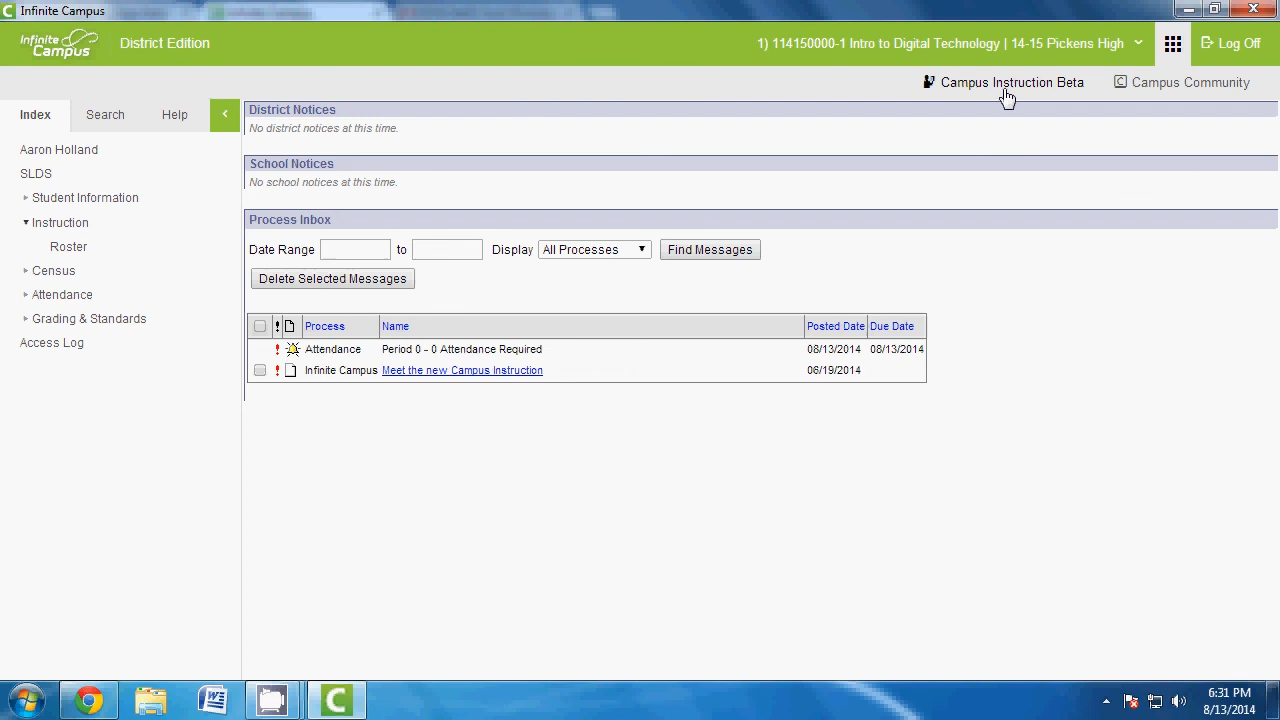 Infinite Campus
Infinite Campus
District Edition
1) 114150000-1 Intro to Digital Technology | 14-15 Pickens High
Log Off
Campus Instruction Beta
C Campus Community
Index Search Help
Aaron Holland
SLDS
Student Information
Instruction
Roster
Census
Attendance
Grading & Standards
Access Log
District Notices
No district notices at this time.
School Notices
No school notices at this time.
Process Inbox
Date Range to Display All Processes Find Messages
Delete Selected Messages
! Process Name Posted Date Due Date
! Attendance Period 0 - 0 Attendance Required 08/13/2014 08/13/2014
! Infinite Campus Meet the new Campus Instruction 06/19/2014
6:31 PM
8/13/2014